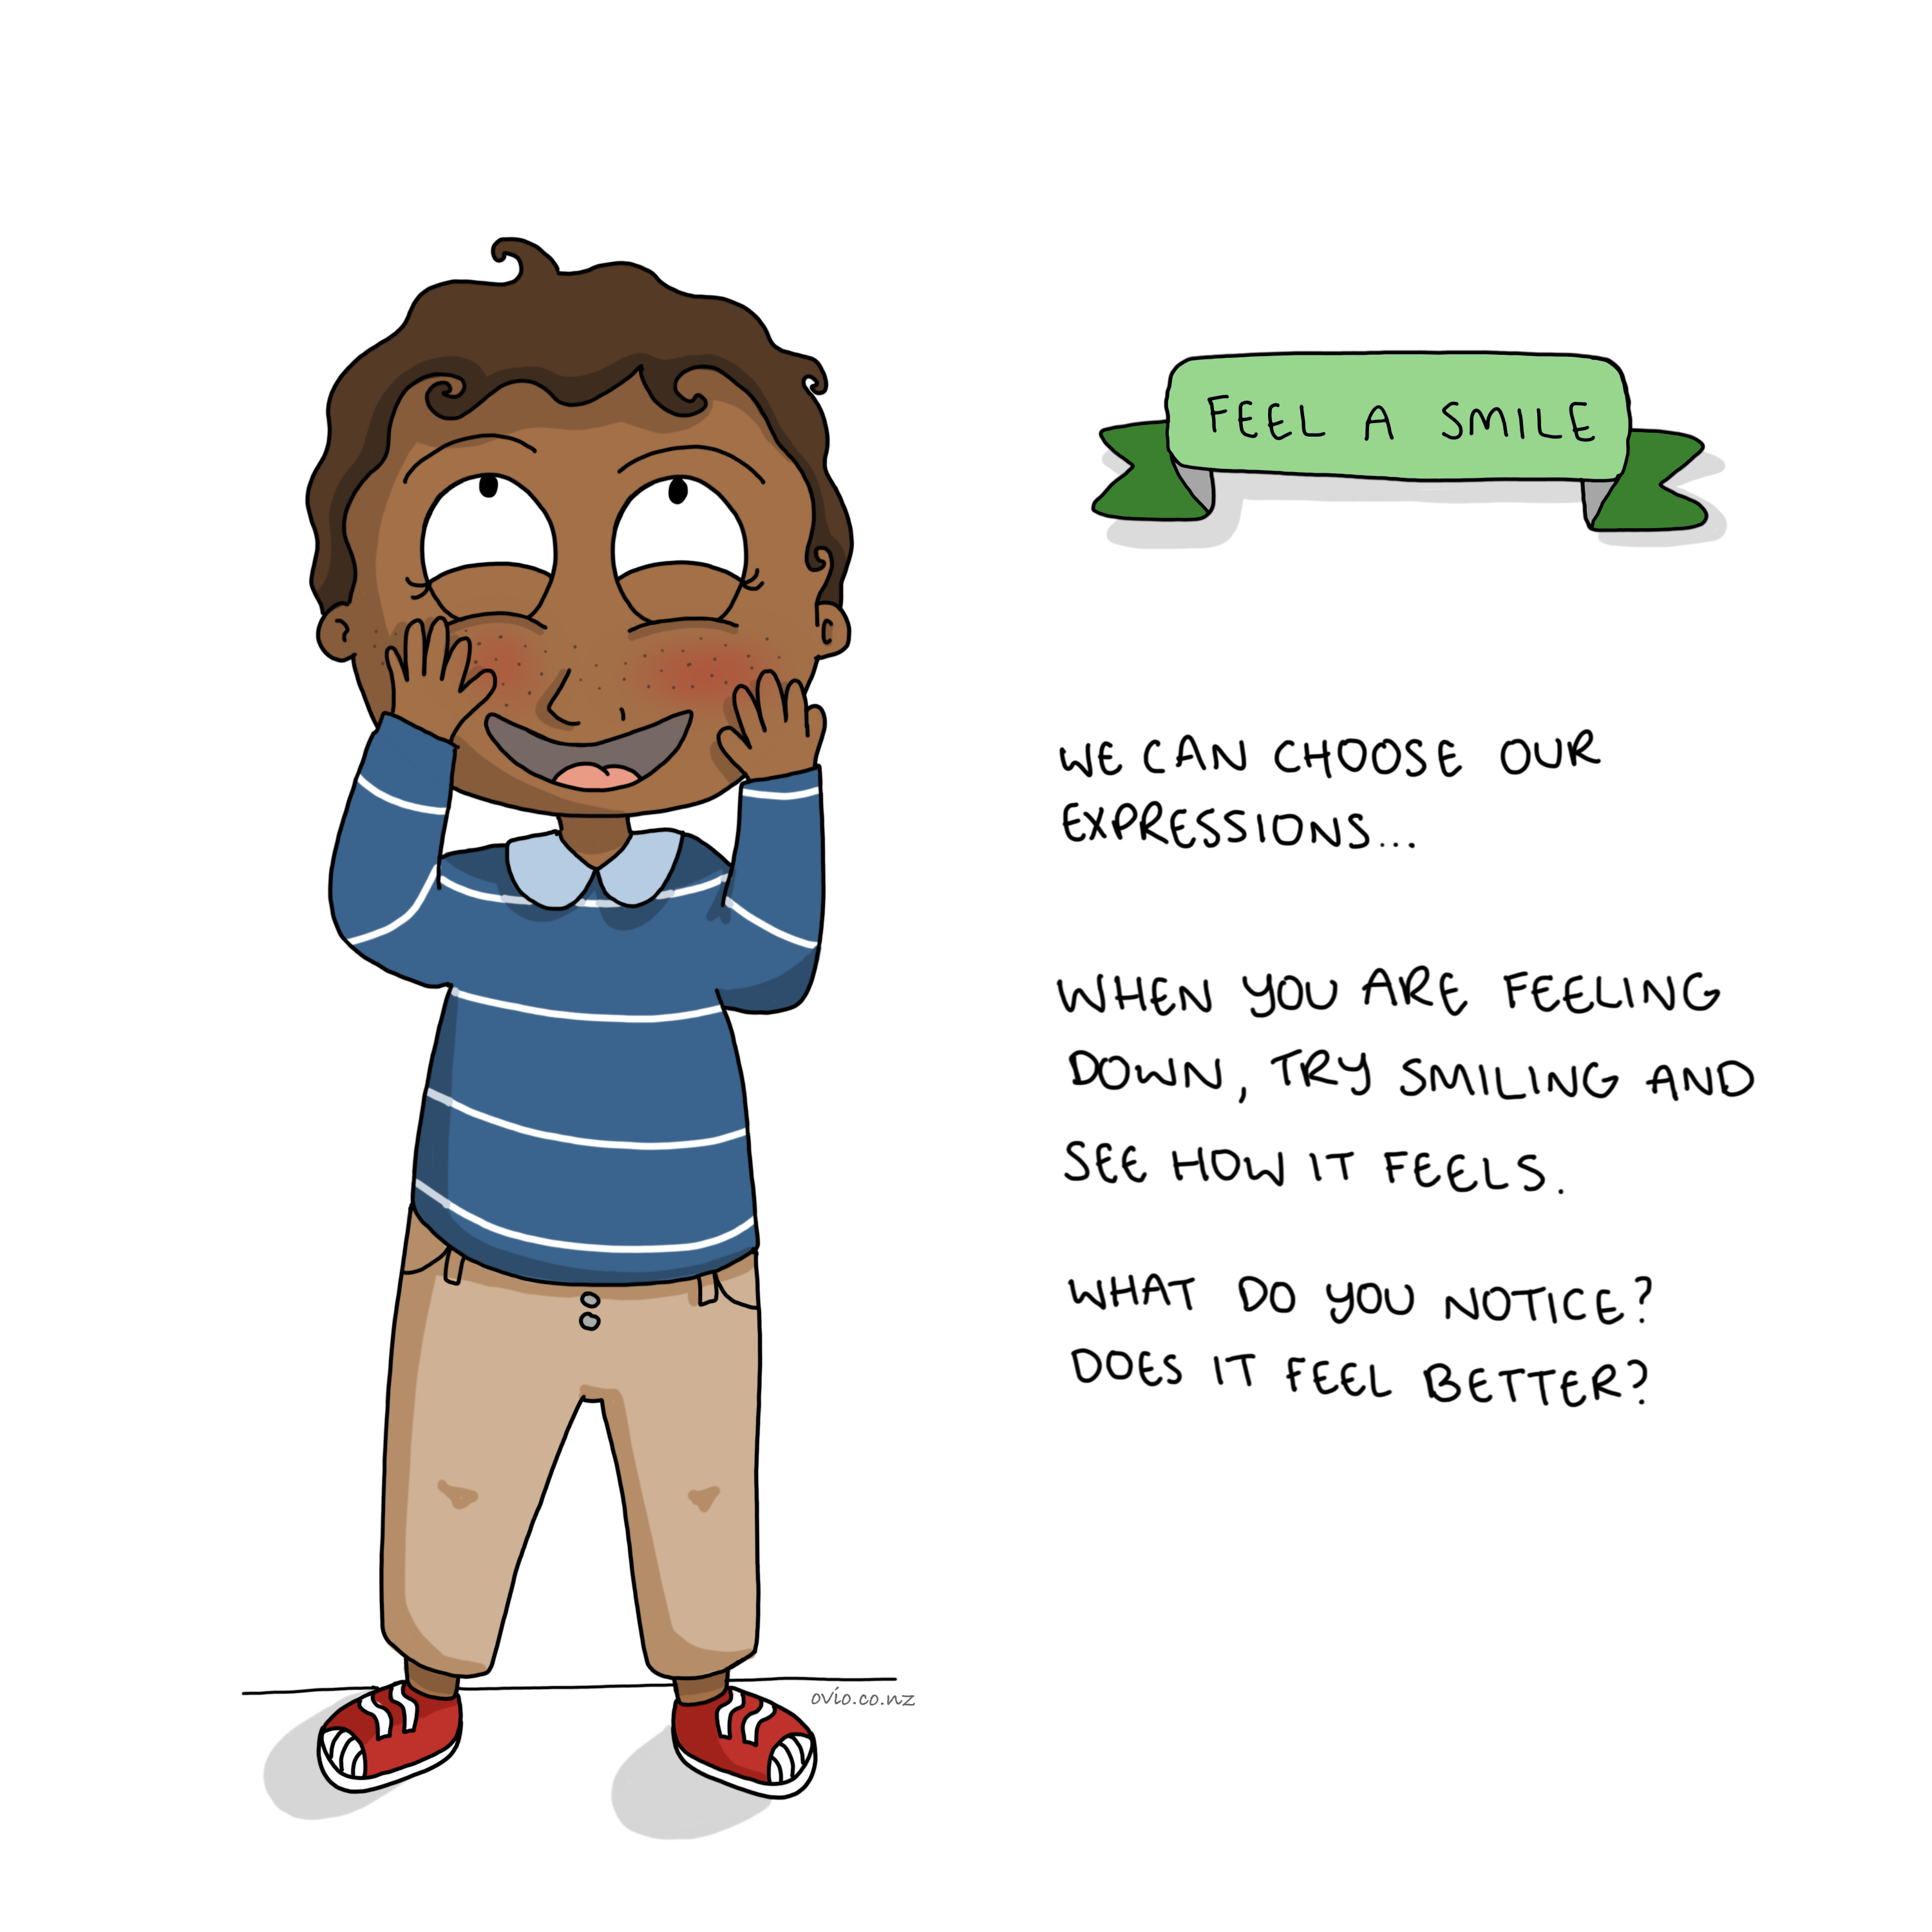 FEEL A SMILE
WE CAN CHOOSE OUR
EXPRESSIONS...
WHEN YOU ARE FEELING
DOWN, TRY SMILING AND
SEE HOW IT FEELS.
WHAT DO YOU NOTICE?
DOES IT FEEL BETTER?
ovio.co.nz